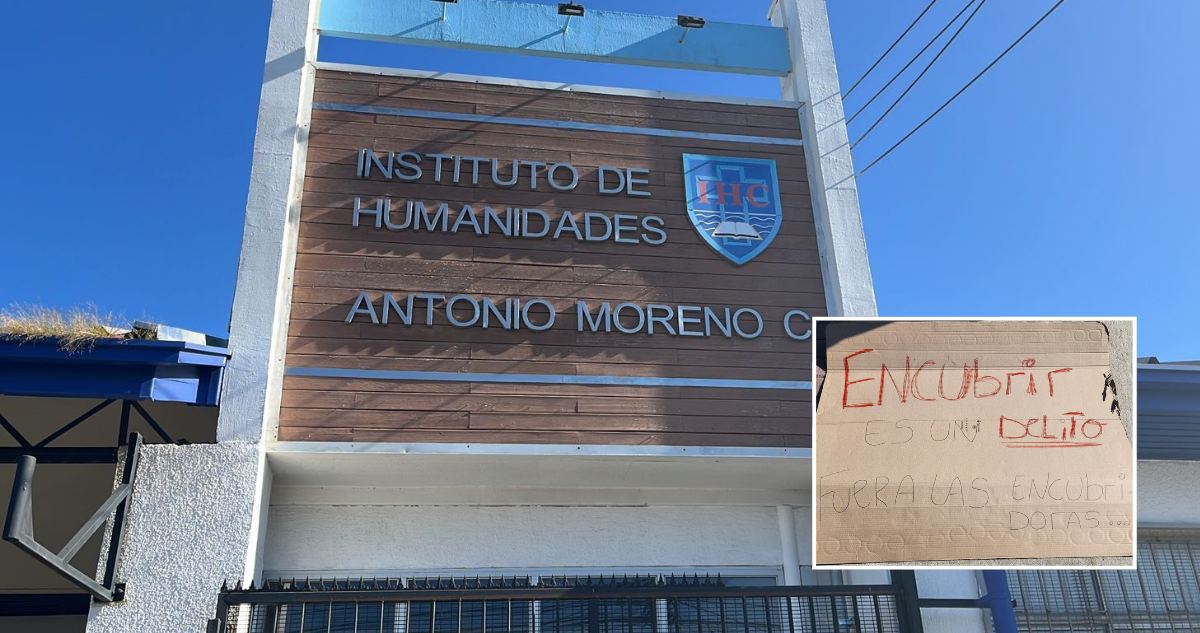 INSTITUTO DE
HUMANIDADES
IHC
ANTONIO MORENO C
ENCUbrir
ES UN DELITO
FUERA LAS ENCUbri-
DORAS...